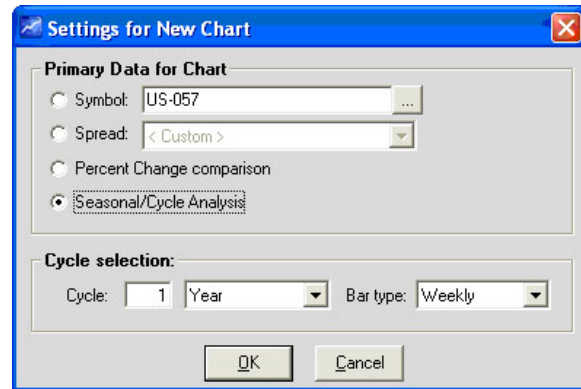 Settings for New Chart
Primary Data for Chart
Symbol: US-057 ...
Spread: < Custom >
Percent Change comparison
Seasonal/Cycle Analysis
Cycle selection:
Cycle: 1 Year Bar type: Weekly
OK Cancel